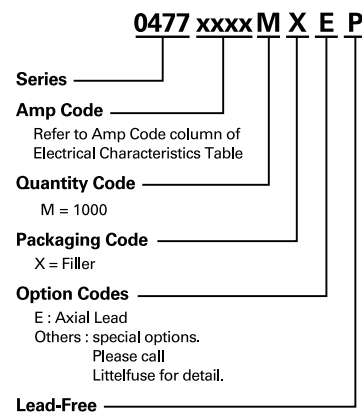 0477 xxxx M X E P
Series
Amp Code
Refer to Amp Code column of
Electrical Characteristics Table
Quantity Code
M = 1000
Packaging Code
X = Filler
Option Codes
E : Axial Lead
Others : special options.
Please call
Littelfuse for detail.
Lead-Free